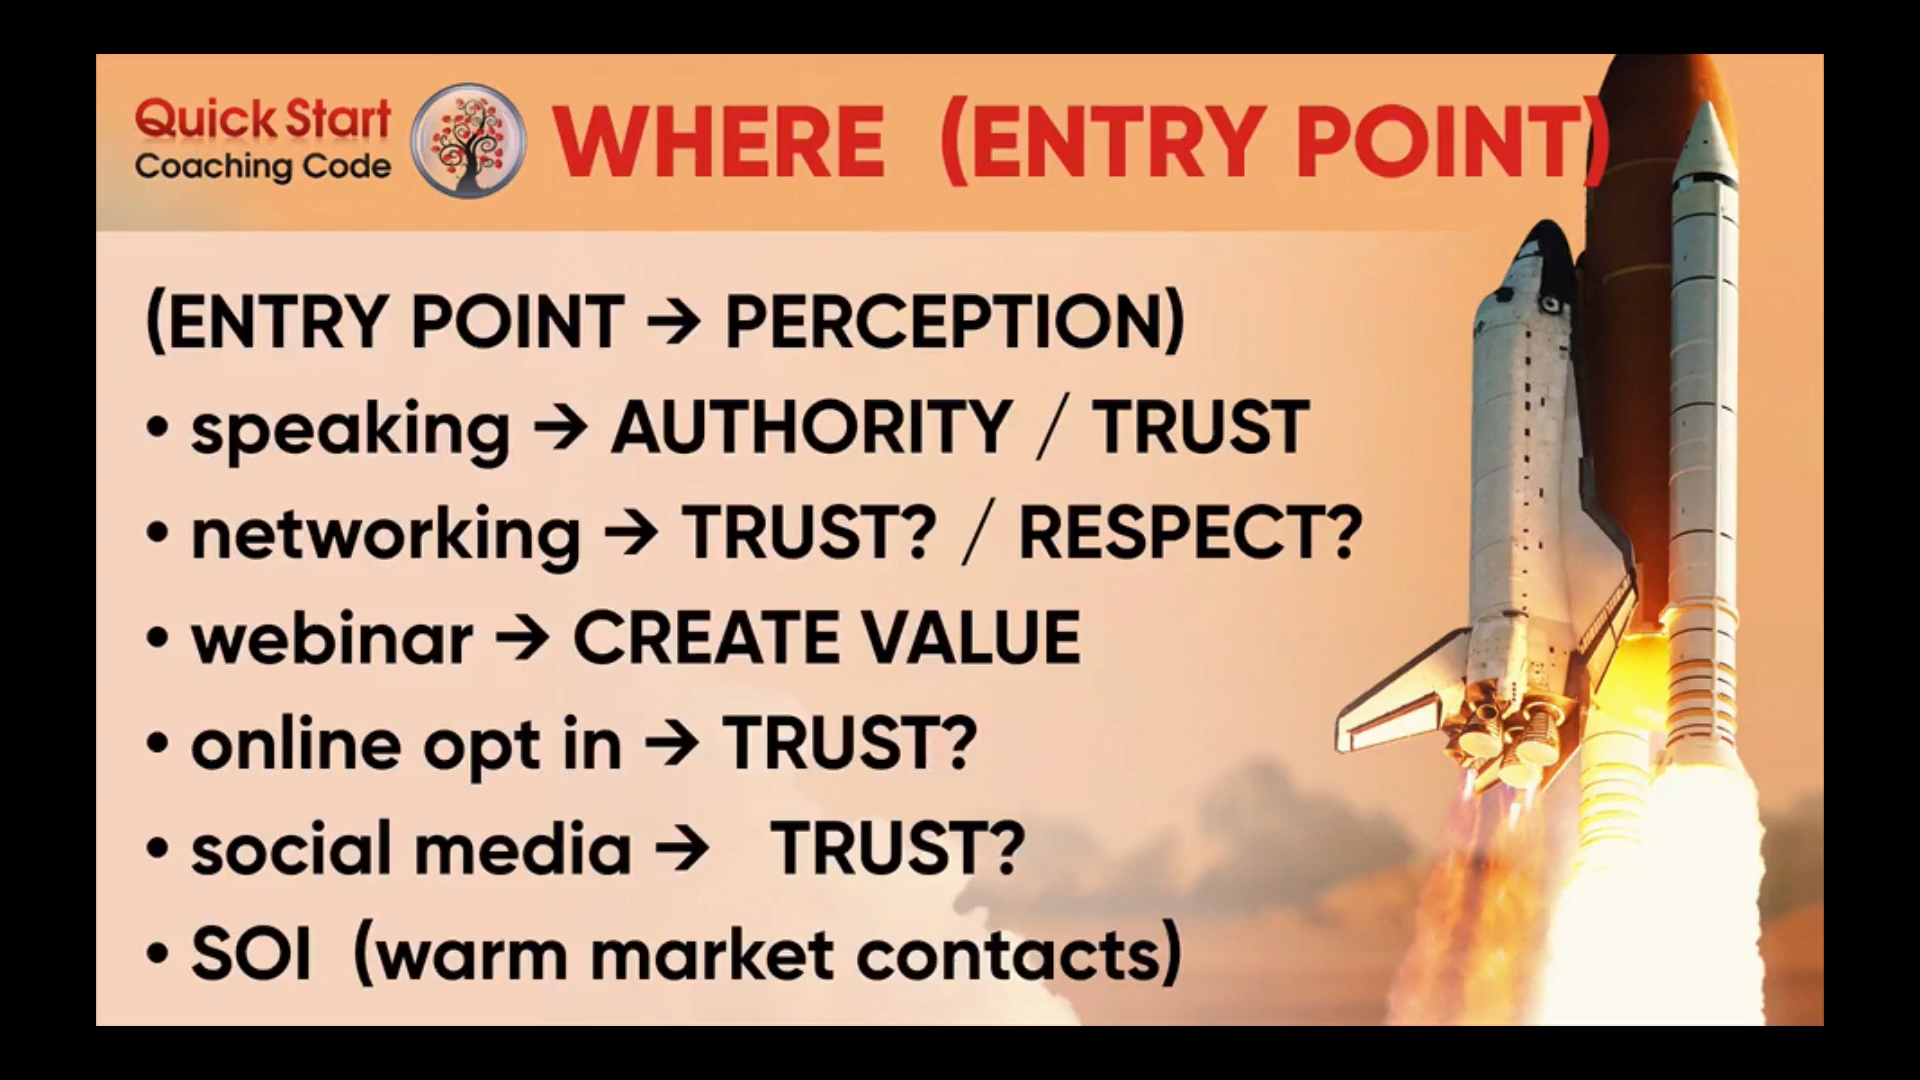 Quick Start
Coaching Code
WHERE (ENTRY POINT)
(ENTRY POINT → PERCEPTION)
• speaking → AUTHORITY / TRUST
• networking → TRUST? / RESPECT?
• webinar → CREATE VALUE
• online opt in → TRUST?
• social media → TRUST?
• SOI (warm market contacts)